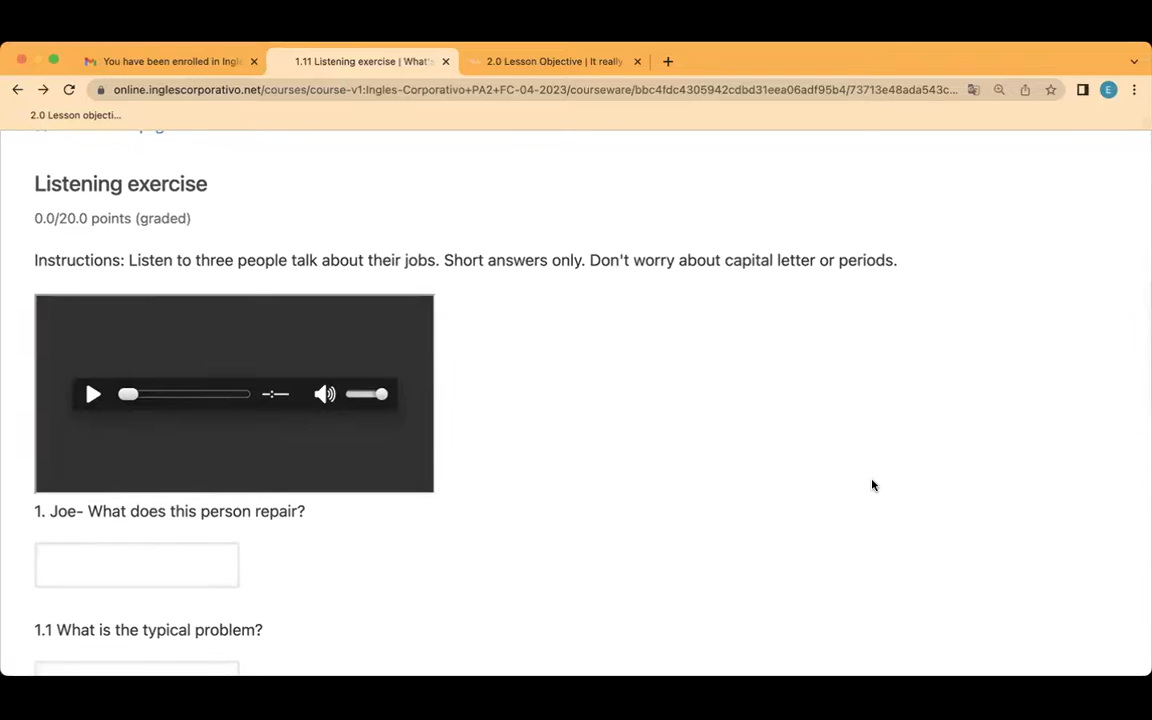 You have been enrolled in Ingle
1.11 Listening exercise | What's
2.0 Lesson Objective | It really
online.inglescorporativo.net/courses/course-v1:Ingles-Corporativo+PA2+FC-04-2023/courseware/bbc4fdc4305942cdbd31eea06adf95b4/73713e48ada543c...
E
2.0 Lesson objecti...
Listening exercise
0.0/20.0 points (graded)
Instructions: Listen to three people talk about their jobs. Short answers only. Don't worry about capital letter or periods.
--:--
1. Joe- What does this person repair?
1.1 What is the typical problem?